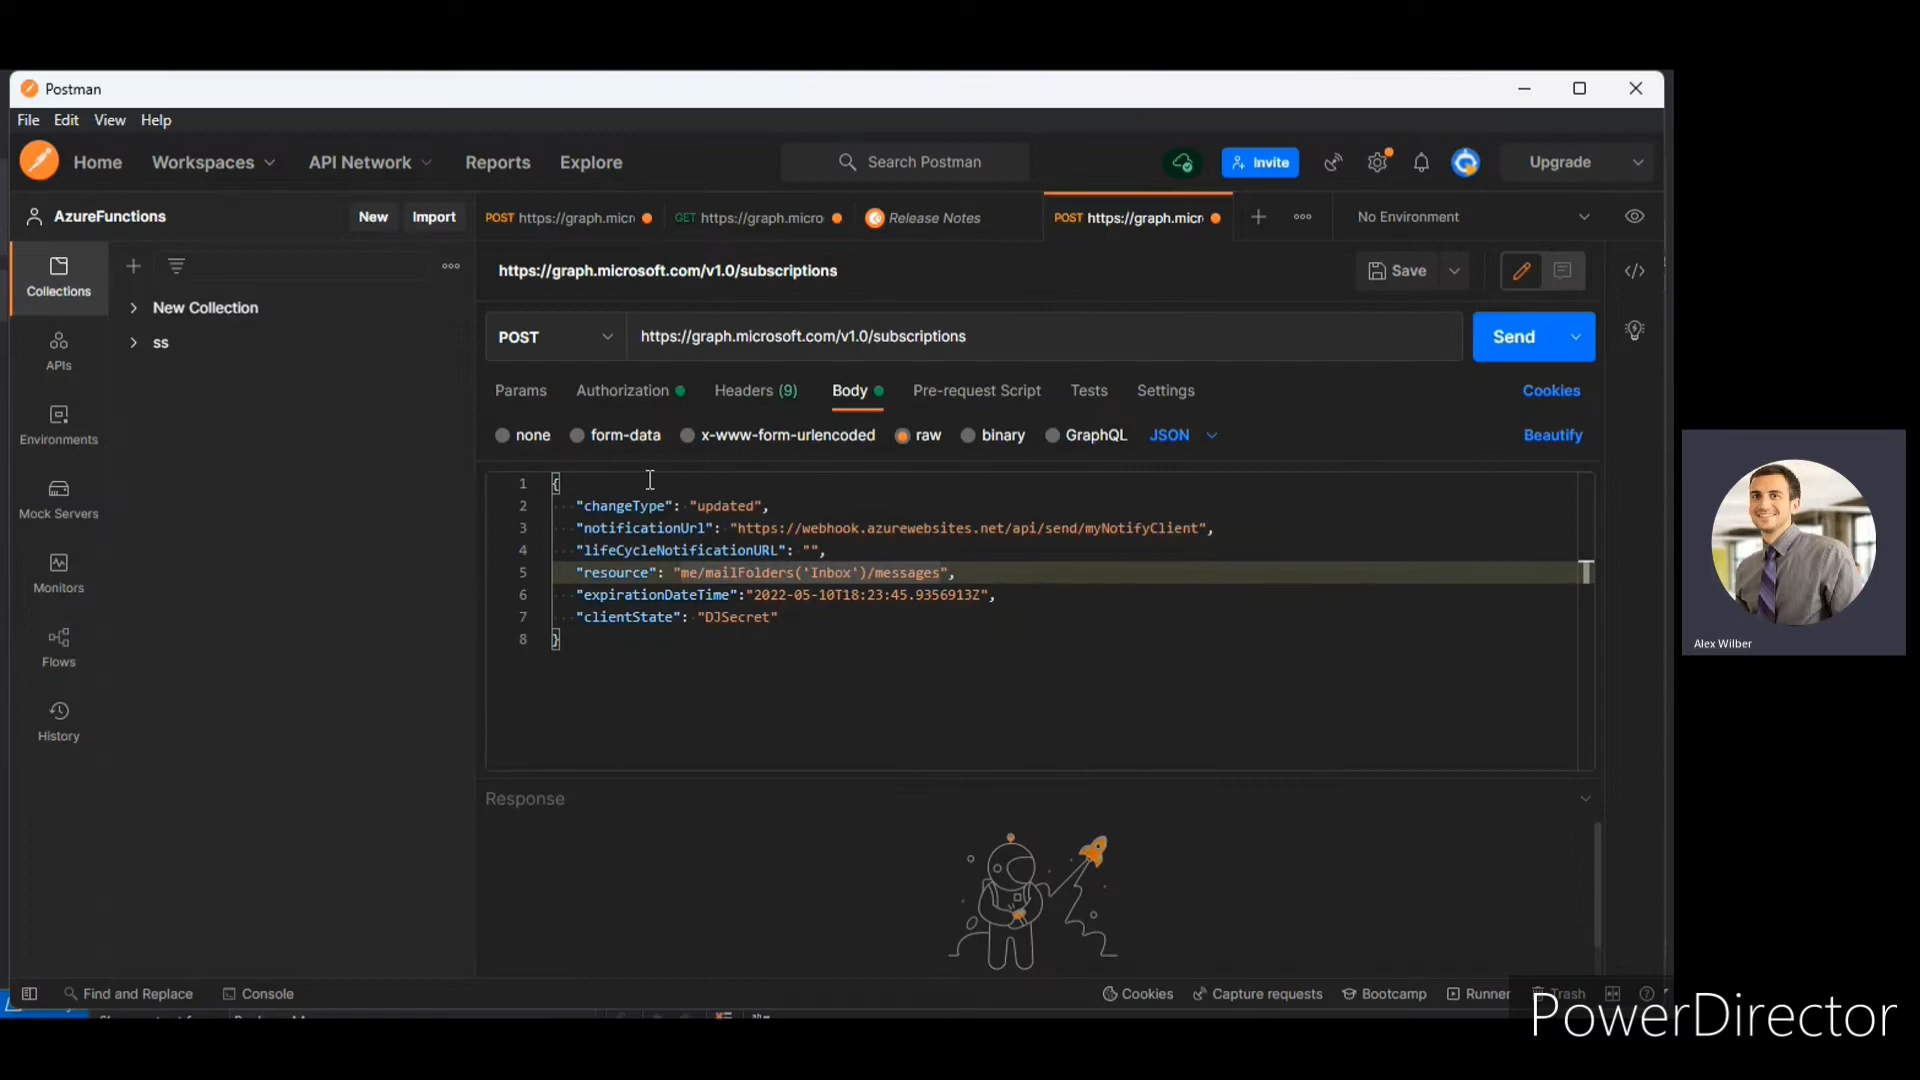 Postman
File Edit View Help
Home Workspaces API Network Reports Explore Search Postman Invite Upgrade
AzureFunctions New Import POST https://graph.micr GET https://graph.micro Release Notes POST https://graph.micr No Environment
Collections
New Collection
ss
APIs
Environments
Mock Servers
Monitors
Flows
History
https://graph.microsoft.com/v1.0/subscriptions Save
POST https://graph.microsoft.com/v1.0/subscriptions Send
Params Authorization Headers (9) Body Pre-request Script Tests Settings Cookies
none form-data x-www-form-urlencoded raw binary GraphQL JSON Beautify
1 {
2 "changeType": "updated",
3 "notificationUrl": "https://webhook.azurewebsites.net/api/send/myNotifyClient",
4 "lifeCycleNotificationURL": "",
5 "resource": "me/mailFolders('Inbox')/messages",
6 "expirationDateTime":"2022-05-10T18:23:45.9356913Z",
7 "clientState": "DJSecret"
8 }
Response
Alex Wilber
Find and Replace Console Cookies Capture requests Bootcamp Runner Trash
PowerDirector